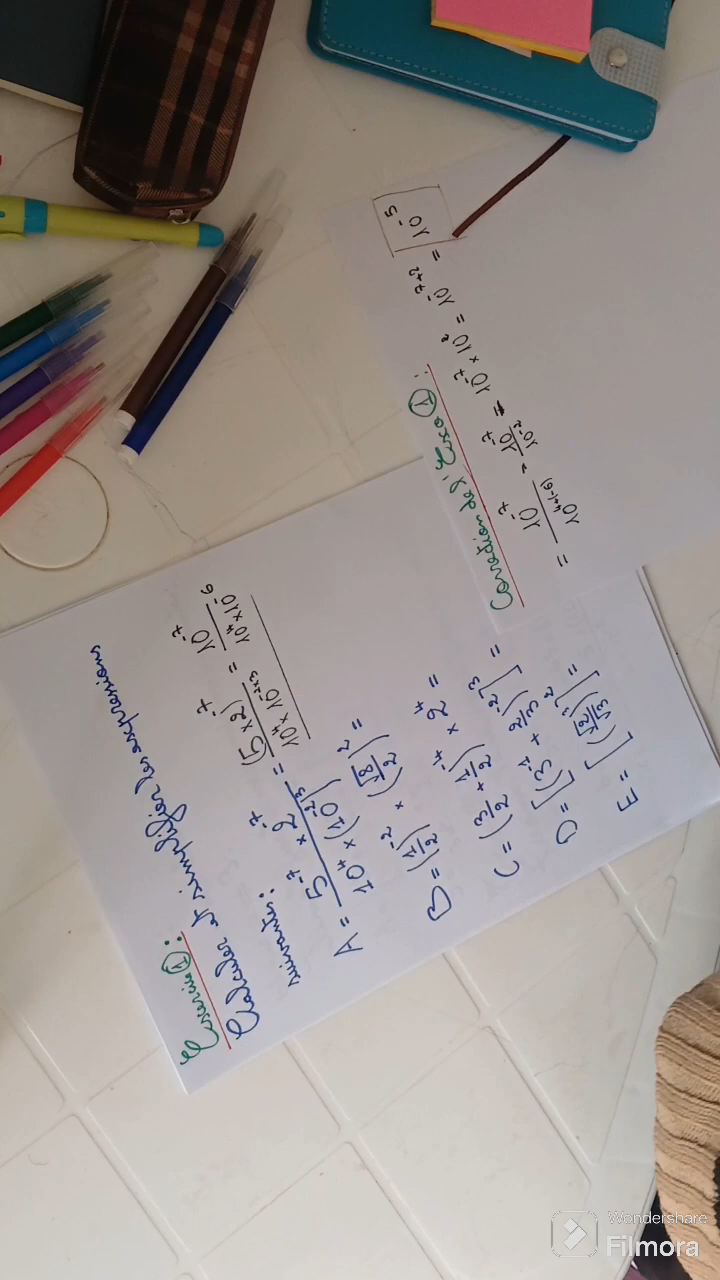 Exercice ①:
Calculer et simplifier les expressions
suivantes:
A = 5⁻⁷ × 2⁻⁷ / 10⁴ × (10⁻²)³ = (5 × 2)⁻⁷ / 10⁴ × 10⁻²ˣ³ = 10⁻⁷ / 10⁴ × 10⁻⁶
B = (1/2)⁻² × (√8/2)² =
C = (2/3 + 1/2)⁻⁴ × 2⁴ =
D = [(3⁻¹ + 3/2)⁻²]³ =
E = [(√2/√3)⁻¹]² =
Correction de l'Exo ①:
= 10⁻⁷ / 10⁴⁺⁽⁻⁶⁾ = 10⁻⁷ / 10⁻² = 10⁻⁷ × 10² = 10⁻⁷⁺² = 10⁻⁵
Wondershare
Filmora